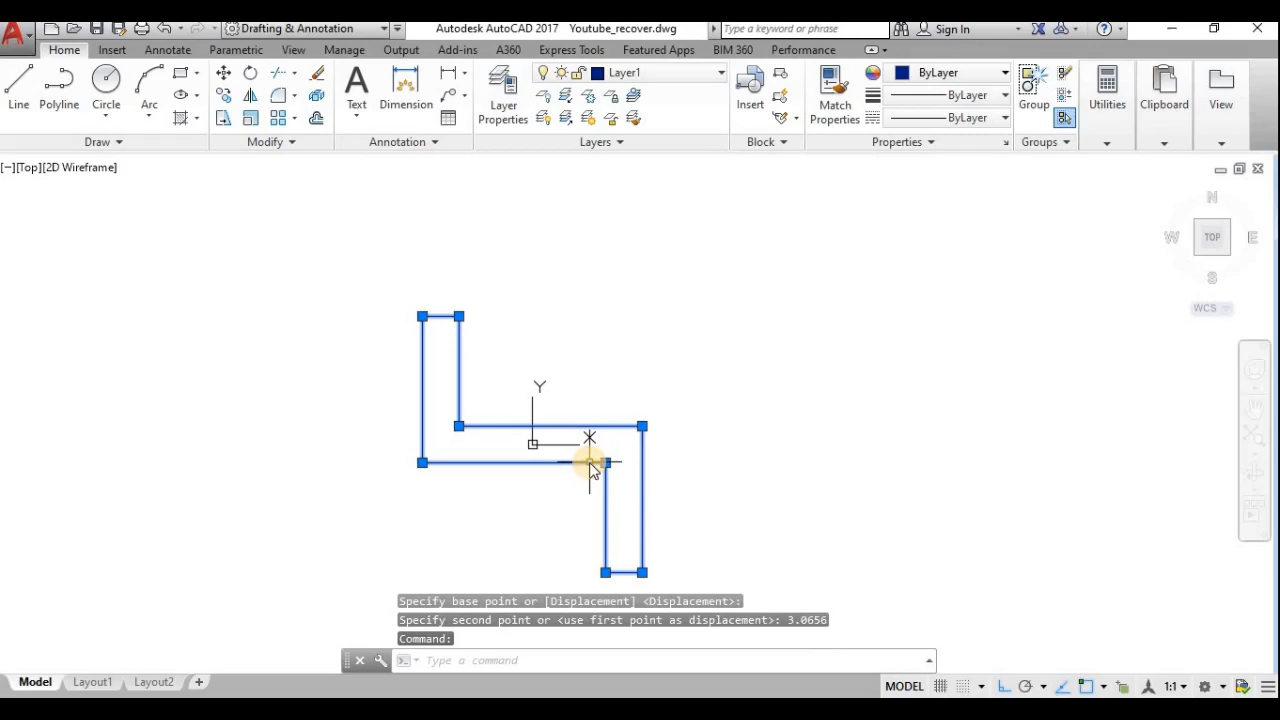 A Drafting & Annotation Autodesk AutoCAD 2017 Youtube_recover.dwg Type a keyword or phrase Sign In
Home Insert Annotate Parametric View Manage Output Add-ins A360 Express Tools Featured Apps BIM 360 Performance
Line Polyline Circle Arc Text Dimension Layer Properties Layer1 Insert Match Properties ByLayer Group Utilities Clipboard View
ByLayer
ByLayer
Draw Modify Annotation Layers Block Properties Groups
[−][Top][2D Wireframe]
N
W TOP E
S
WCS
Y
X
Specify base point or [Displacement] <Displacement>:
Specify second point or <use first point as displacement>: 3.0656
Command:
Type a command
Model Layout1 Layout2 + MODEL 1:1